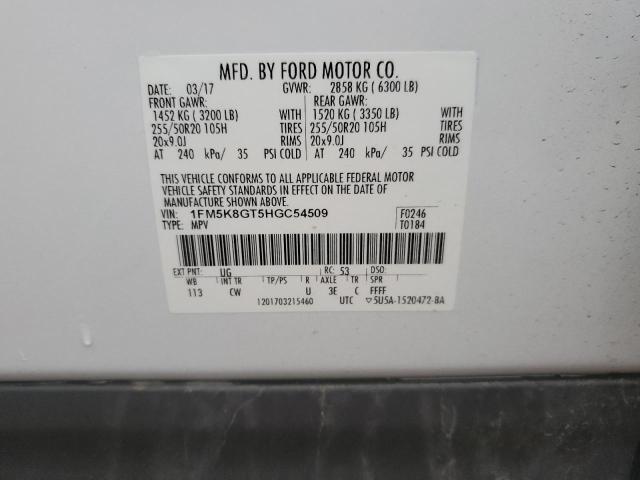 MFD. BY FORD MOTOR CO.
DATE: 03/17 GVWR: 2858 KG ( 6300 LB)
FRONT GAWR: REAR GAWR:
1452 KG ( 3200 LB) WITH 1520 KG ( 3350 LB) WITH
255/50R20 105H TIRES 255/50R20 105H TIRES
20x9.0J RIMS 20x9.0J RIMS
AT 240 kPa/ 35 PSI COLD AT 240 kPa/ 35 PSI COLD
THIS VEHICLE CONFORMS TO ALL APPLICABLE FEDERAL MOTOR
VEHICLE SAFETY STANDARDS IN EFFECT ON THE DATE OF
MANUFACTURE SHOWN ABOVE.
VIN: 1FM5K8GT5HGC54509 F0246
TYPE: MPV T0184
EXT PNT: UG RC: 53 DSO:
WB INT TR TP/PS R AXLE TR SPR
113 CW U 3E C FFFF
1201703215460 UTC ▽5U5A-1520472-BA